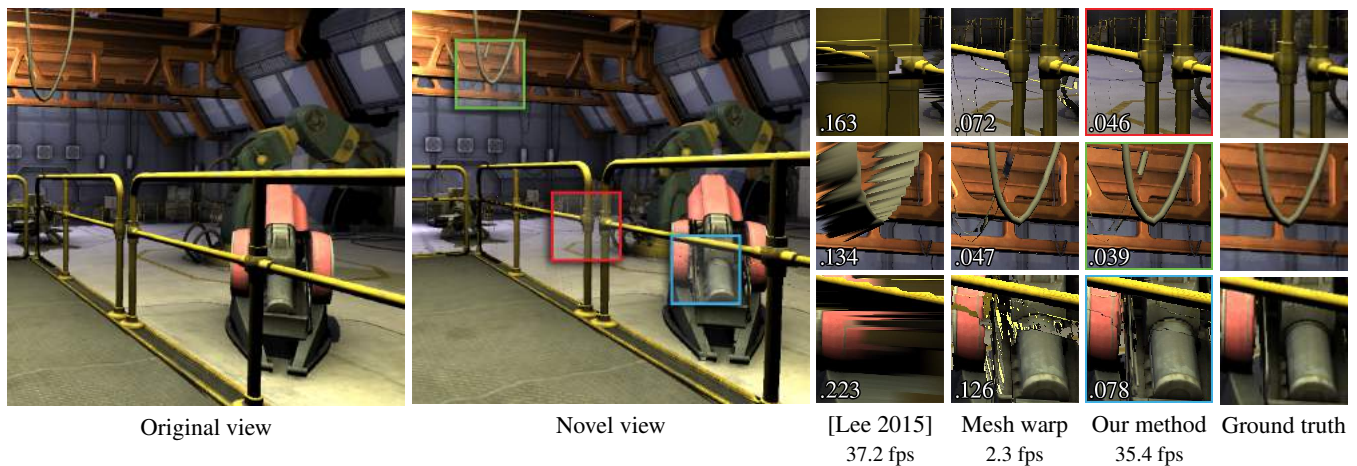 .163
.072
.046
.134
.047
.039
.223
.126
.078
Original view
Novel view
[Lee 2015]
Mesh warp
Our method
Ground truth
37.2 fps
2.3 fps
35.4 fps